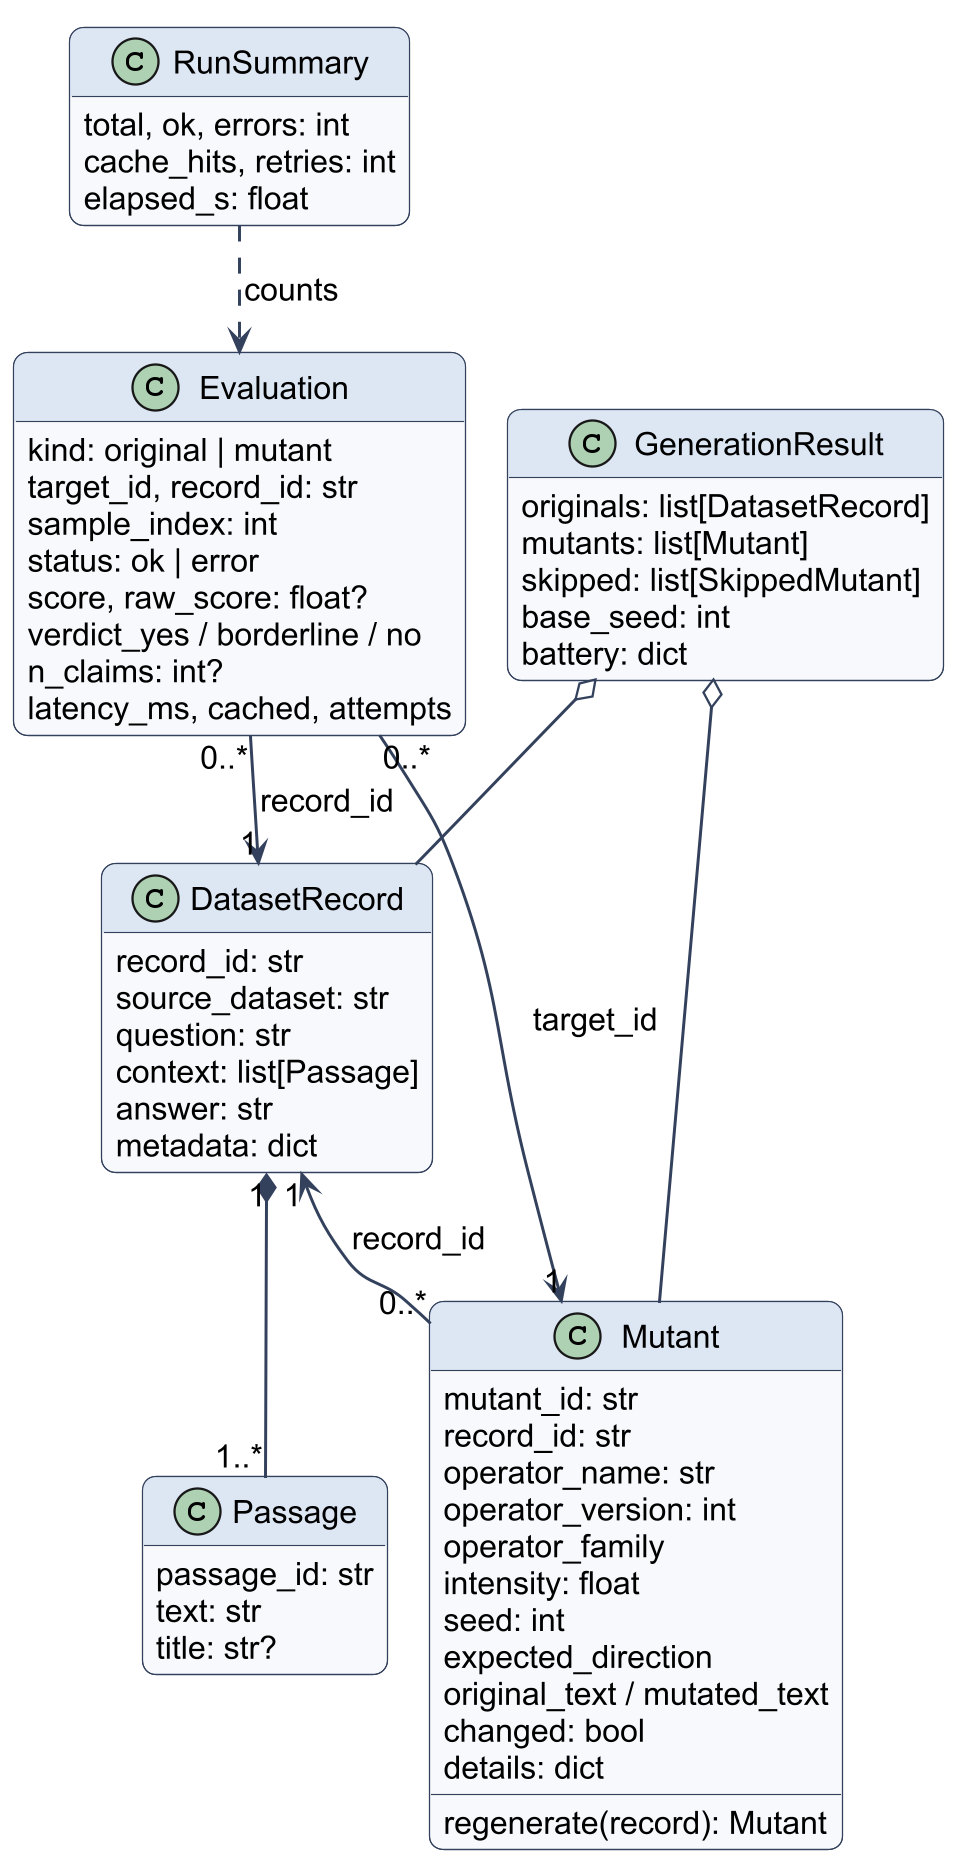 C RunSummary
total, ok, errors: int
cache_hits, retries: int
elapsed_s: float
counts
C Evaluation
kind: original | mutant
target_id, record_id: str
sample_index: int
status: ok | error
score, raw_score: float?
verdict_yes / borderline / no
n_claims: int?
latency_ms, cached, attempts
C GenerationResult
originals: list[DatasetRecord]
mutants: list[Mutant]
skipped: list[SkippedMutant]
base_seed: int
battery: dict
0..*
0..*
record_id
1
C DatasetRecord
record_id: str
source_dataset: str
question: str
context: list[Passage]
answer: str
metadata: dict
target_id
1
1
record_id
1
0..*
C Mutant
mutant_id: str
record_id: str
operator_name: str
operator_version: int
operator_family
intensity: float
seed: int
expected_direction
original_text / mutated_text
changed: bool
details: dict
regenerate(record): Mutant
1..*
C Passage
passage_id: str
text: str
title: str?